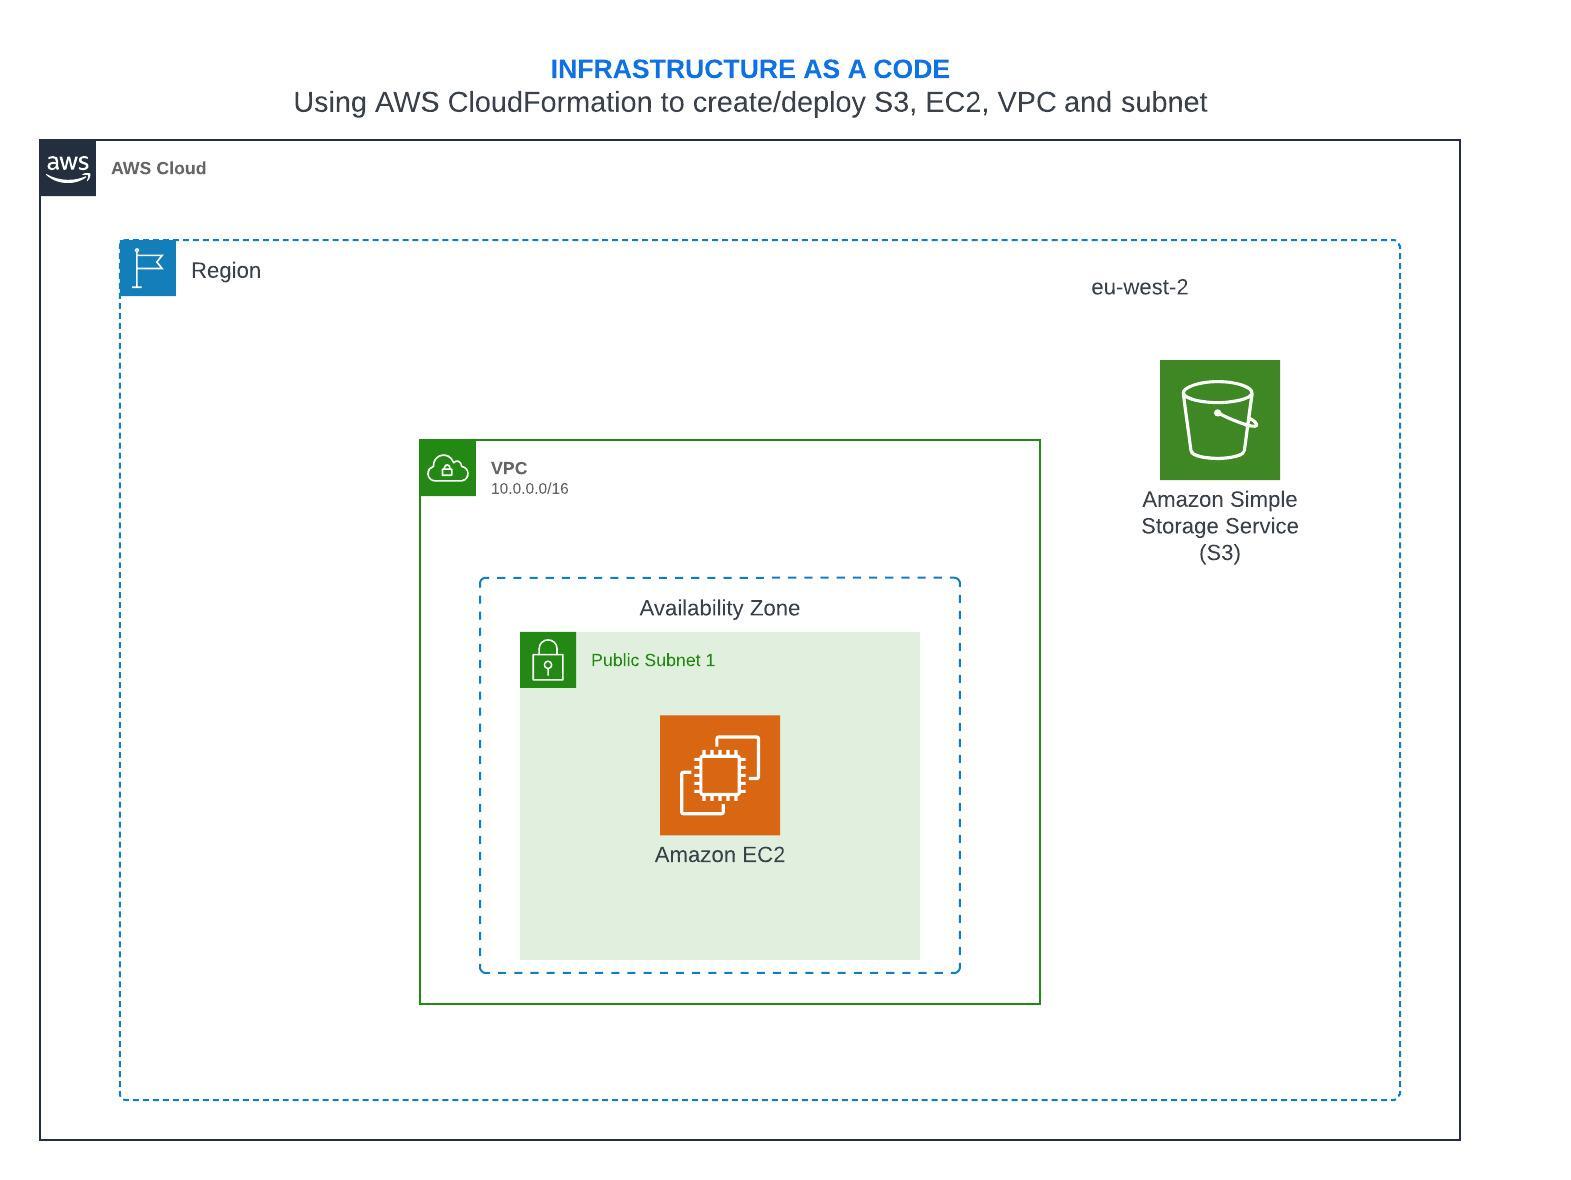 INFRASTRUCTURE AS A CODE
Using AWS CloudFormation to create/deploy S3, EC2, VPC and subnet
aws
AWS Cloud
Region
eu-west-2
VPC
10.0.0.0/16
Amazon Simple
Storage Service
(S3)
Availability Zone
Public Subnet 1
Amazon EC2